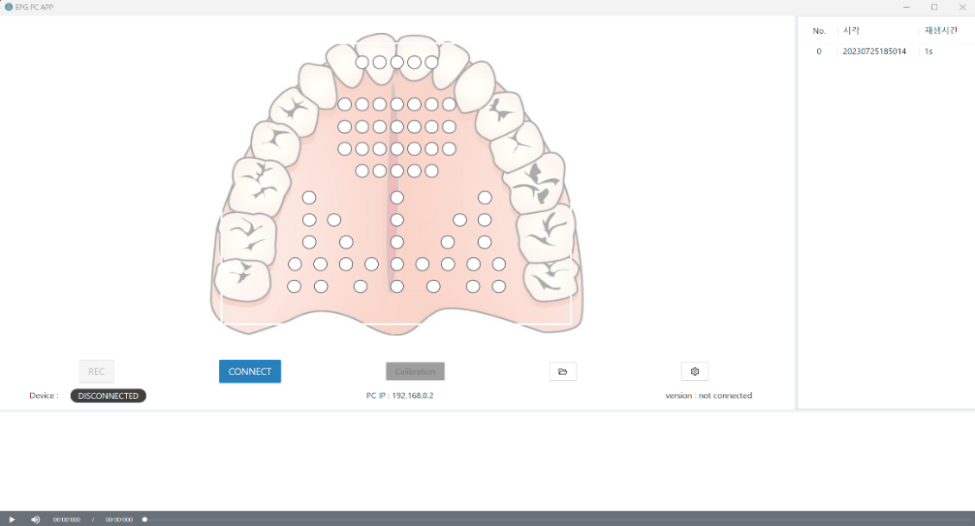 EPG PC APP
No. 시각 재생시간
0 20230725185014 1s
REC
CONNECT
Calibration
Device : DISCONNECTED
PC IP : 192.168.0.2
version : not connected
00:00:000 / 00:00:000